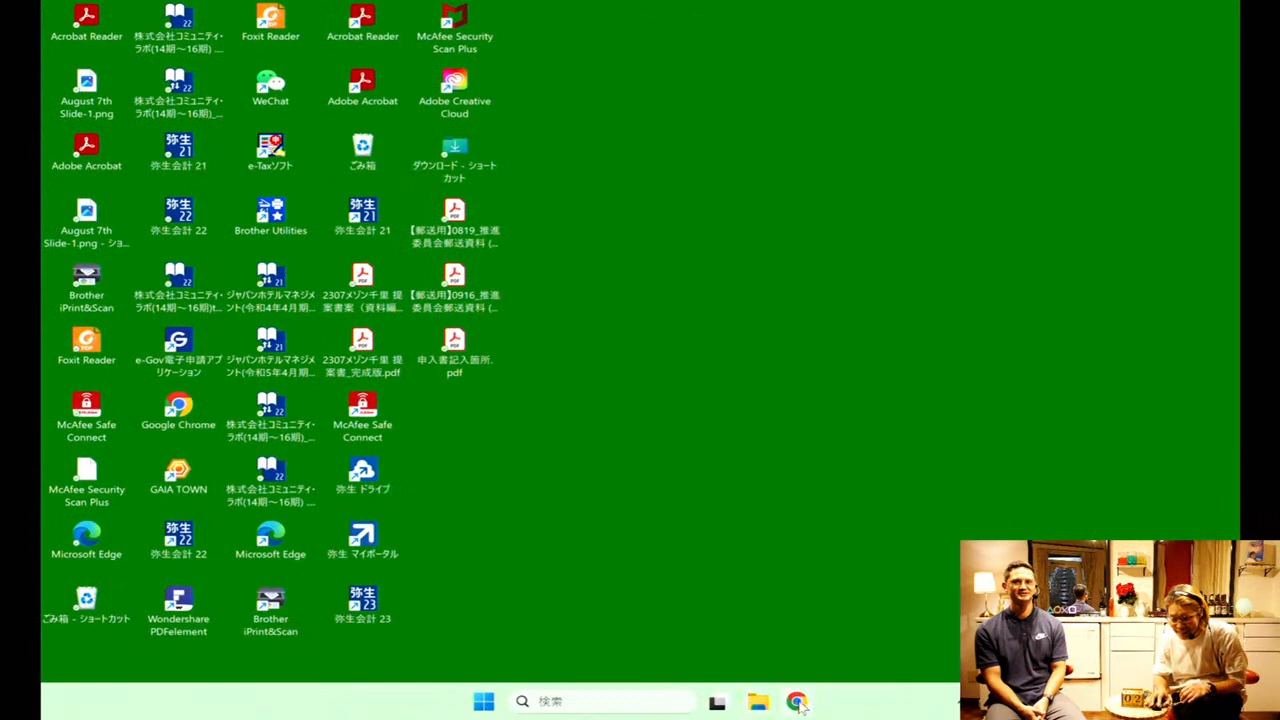 Acrobat Reader
株式会社コミュニティ・
ラボ(14期～16期) ....
Foxit Reader
Acrobat Reader
McAfee Security
Scan Plus
August 7th
Slide-1.png
株式会社コミュニティ・
ラボ(14期～16期)_...
WeChat
Adobe Acrobat
Adobe Creative
Cloud
Adobe Acrobat
弥生会計 21
e-Taxソフト
ごみ箱
ダウンロード - ショート
カット
August 7th
Slide-1.png - ショ...
弥生会計 22
Brother Utilities
弥生会計 21
【郵送用】0819_推進
委員会郵送資料 (...
Brother
iPrint&Scan
株式会社コミュニティ・
ラボ(14期～16期)t...
ジャパンホテルマネジメ
ント(令和4年4月期...
2307メゾン千里 提
案書案（資料編...
【郵送用】0916_推進
委員会郵送資料 (...
Foxit Reader
e-Gov電子申請アプ
リケーション
ジャパンホテルマネジメ
ント(令和5年4月期...
2307メゾン千里 提
案書_完成版.pdf
申入書記入箇所.
pdf
McAfee Safe
Connect
Google Chrome
株式会社コミュニティ・
ラボ(14期～16期)_...
McAfee Safe
Connect
McAfee Security
Scan Plus
GAIA TOWN
株式会社コミュニティ・
ラボ(14期～16期) ....
弥生 ドライブ
Microsoft Edge
弥生会計 22
Microsoft Edge
弥生 マイポータル
ごみ箱 - ショートカット
Wondershare
PDFelement
Brother
iPrint&Scan
弥生会計 23
検索